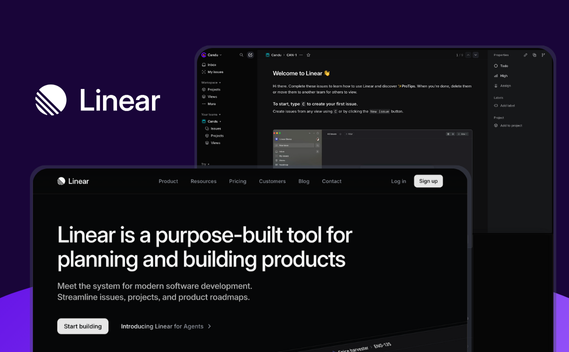 Linear
Candu
Inbox
My issues
Workspace
Projects
Views
More
Candu
Issues
Projects
Views
Candu › ENG-1
Welcome to Linear 👋
Hi there. Complete these issues to learn how to use Linear and discover ✨ProTips. When you're done, delete them
or move them to another team for others to view.
To start, type C to create your first issue.
Create issues from any view using C or by clicking the New Issue button.
Properties
Todo
High
Assign
Labels
Add label
Project
Add to project
Linear
Product
Resources
Pricing
Customers
Blog
Contact
Log in
Sign up
Linear is a purpose-built tool for
planning and building products
Meet the system for modern software development.
Streamline issues, projects, and product roadmaps.
Start building
Introducing Linear for Agents >
ENG-135